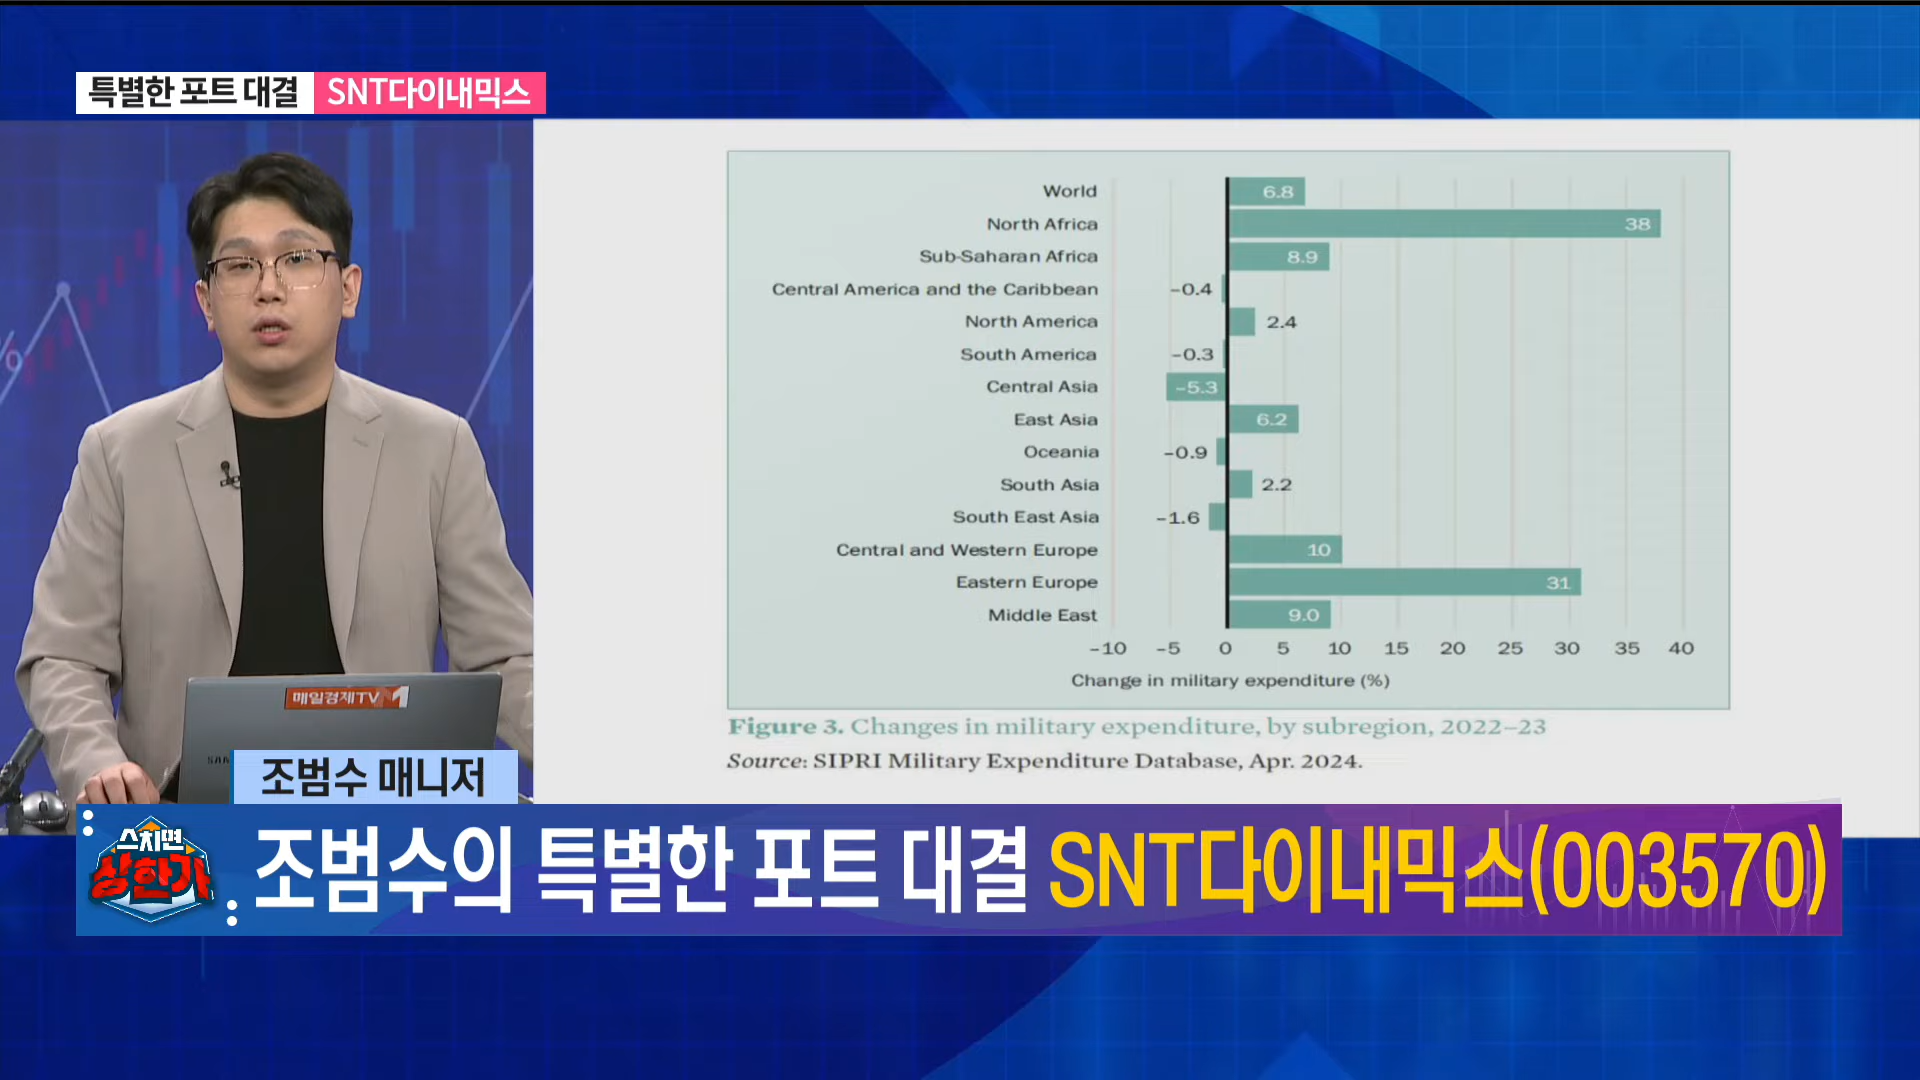 특별한 포트 대결 SNT다이내믹스
World 6.8
North Africa 38
Sub-Saharan Africa 8.9
Central America and the Caribbean –0.4
North America 2.4
South America –0.3
Central Asia –5.3
East Asia 6.2
Oceania –0.9
South Asia 2.2
South East Asia –1.6
Central and Western Europe 10
Eastern Europe 31
Middle East 9.0
–10 –5 0 5 10 15 20 25 30 35 40
Change in military expenditure (%)
Figure 3. Changes in military expenditure, by subregion, 2022–23
Source: SIPRI Military Expenditure Database, Apr. 2024.
매일경제TV
조범수 매니저
스치면
상한가
조범수의 특별한 포트 대결 SNT다이내믹스(003570)